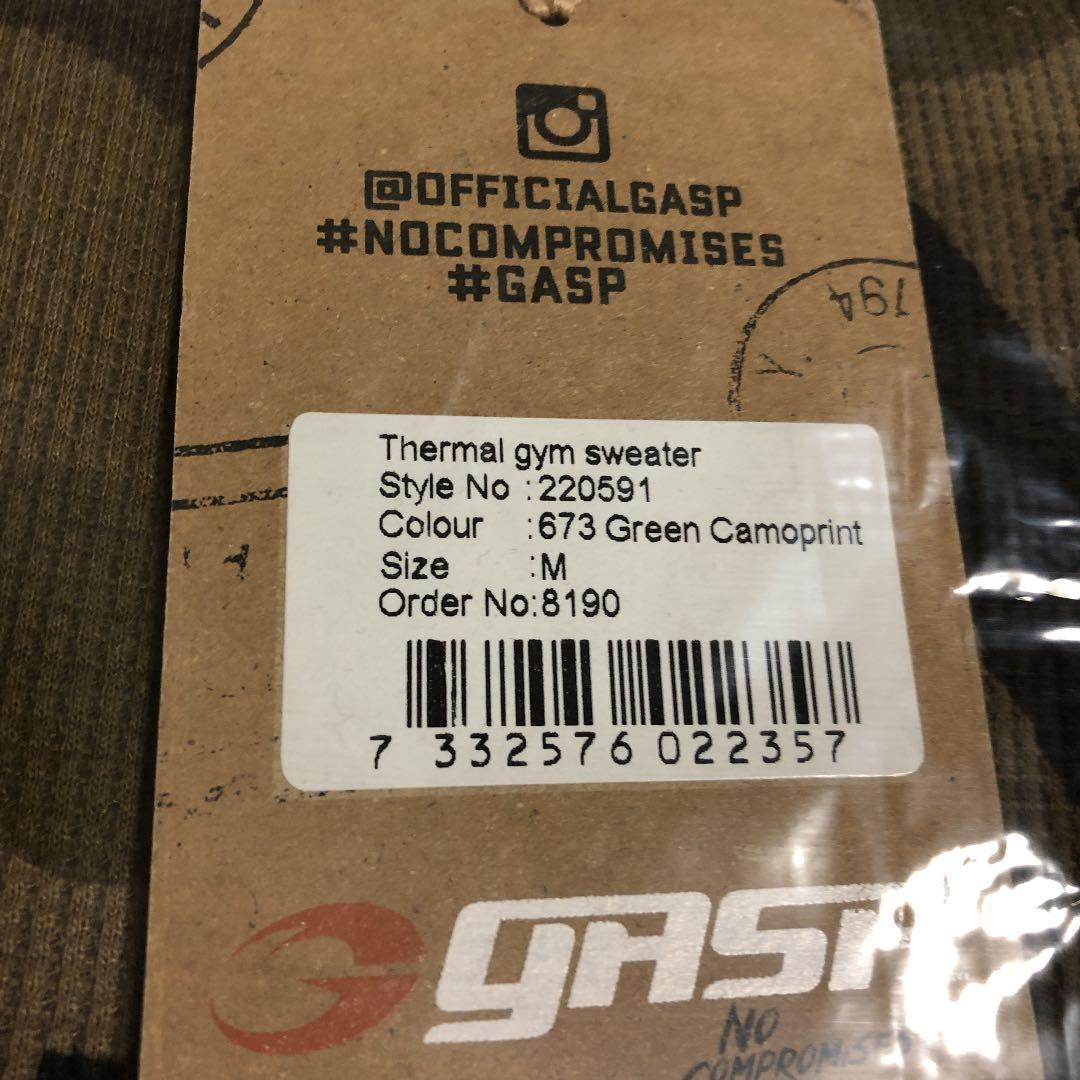 @OFFICIALGASP
#NOCOMPROMISES
#GASP
194
Y.
Thermal gym sweater
Style No :220591
Colour :673 Green Camoprint
Size :M
Order No:8190
7 332576 022357
GASP
NO
COMPROMISES